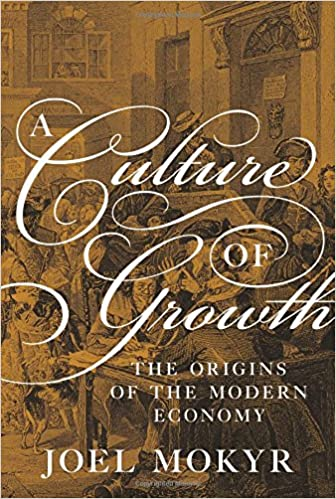 A
Culture
OF
Growth
THE ORIGINS
OF THE MODERN
ECONOMY
JOEL MOKYR